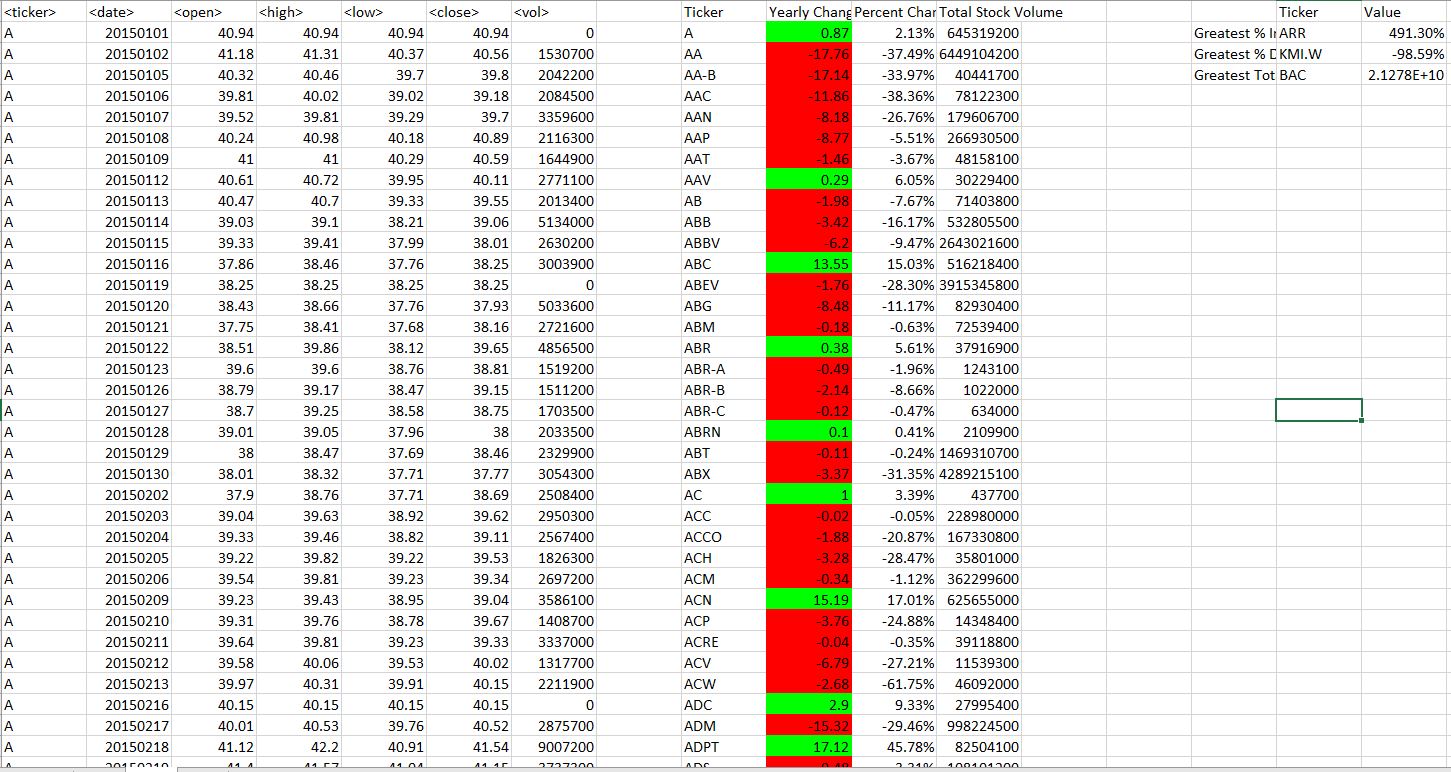 <ticker> <date> <open> <high> <low> <close> <vol> Ticker Yearly Chang Percent Char Total Stock Volume Ticker Value
A 20150101 40.94 40.94 40.94 40.94 0 A 0.87 2.13% 645319200 Greatest % In ARR 491.30%
A 20150102 41.18 41.31 40.37 40.56 1530700 AA -17.76 -37.49% 6449104200 Greatest % D KMI.W -98.59%
A 20150105 40.32 40.46 39.7 39.8 2042200 AA-B -17.14 -33.97% 40441700 Greatest Tot BAC 2.1278E+10
A 20150106 39.81 40.02 39.02 39.18 2084500 AAC -11.86 -38.36% 78122300
A 20150107 39.52 39.81 39.29 39.7 3359600 AAN -8.18 -26.76% 179606700
A 20150108 40.24 40.98 40.18 40.89 2116300 AAP -8.77 -5.51% 266930500
A 20150109 41 41 40.29 40.59 1644900 AAT -1.46 -3.67% 48158100
A 20150112 40.61 40.72 39.95 40.11 2771100 AAV 0.29 6.05% 30229400
A 20150113 40.47 40.7 39.33 39.55 2013400 AB -1.98 -7.67% 71403800
A 20150114 39.03 39.1 38.21 39.06 5134000 ABB -3.42 -16.17% 532805500
A 20150115 39.33 39.41 37.99 38.01 2630200 ABBV -6.2 -9.47% 2643021600
A 20150116 37.86 38.46 37.76 38.25 3003900 ABC 13.55 15.03% 516218400
A 20150119 38.25 38.25 38.25 38.25 0 ABEV -1.76 -28.30% 3915345800
A 20150120 38.43 38.66 37.76 37.93 5033600 ABG -8.48 -11.17% 82930400
A 20150121 37.75 38.41 37.68 38.16 2721600 ABM -0.18 -0.63% 72539400
A 20150122 38.51 39.86 38.12 39.65 4856500 ABR 0.38 5.61% 37916900
A 20150123 39.6 39.6 38.76 38.81 1519200 ABR-A -0.49 -1.96% 1243100
A 20150126 38.79 39.17 38.47 39.15 1511200 ABR-B -2.14 -8.66% 1022000
A 20150127 38.7 39.25 38.58 38.75 1703500 ABR-C -0.12 -0.47% 634000
A 20150128 39.01 39.05 37.96 38 2033500 ABRN 0.1 0.41% 2109900
A 20150129 38 38.47 37.69 38.46 2329900 ABT -0.11 -0.24% 1469310700
A 20150130 38.01 38.32 37.71 37.77 3054300 ABX -3.37 -31.35% 4289215100
A 20150202 37.9 38.76 37.71 38.69 2508400 AC 1 3.39% 437700
A 20150203 39.04 39.63 38.92 39.62 2950300 ACC -0.02 -0.05% 228980000
A 20150204 39.33 39.46 38.82 39.11 2567400 ACCO -1.88 -20.87% 167330800
A 20150205 39.22 39.82 39.22 39.53 1826300 ACH -3.28 -28.47% 35801000
A 20150206 39.54 39.81 39.23 39.34 2697200 ACM -0.34 -1.12% 362299600
A 20150209 39.23 39.43 38.95 39.04 3586100 ACN 15.19 17.01% 625655000
A 20150210 39.31 39.76 38.78 39.67 1408700 ACP -3.76 -24.88% 14348400
A 20150211 39.64 39.81 39.23 39.33 3337000 ACRE -0.04 -0.35% 39118800
A 20150212 39.58 40.06 39.53 40.02 1317700 ACV -6.79 -27.21% 11539300
A 20150213 39.97 40.31 39.91 40.15 2211900 ACW -2.68 -61.75% 46092000
A 20150216 40.15 40.15 40.15 40.15 0 ADC 2.9 9.33% 27995400
A 20150217 40.01 40.53 39.76 40.52 2875700 ADM -15.32 -29.46% 998224500
A 20150218 41.12 42.2 40.91 41.54 9007200 ADPT 17.12 45.78% 82504100